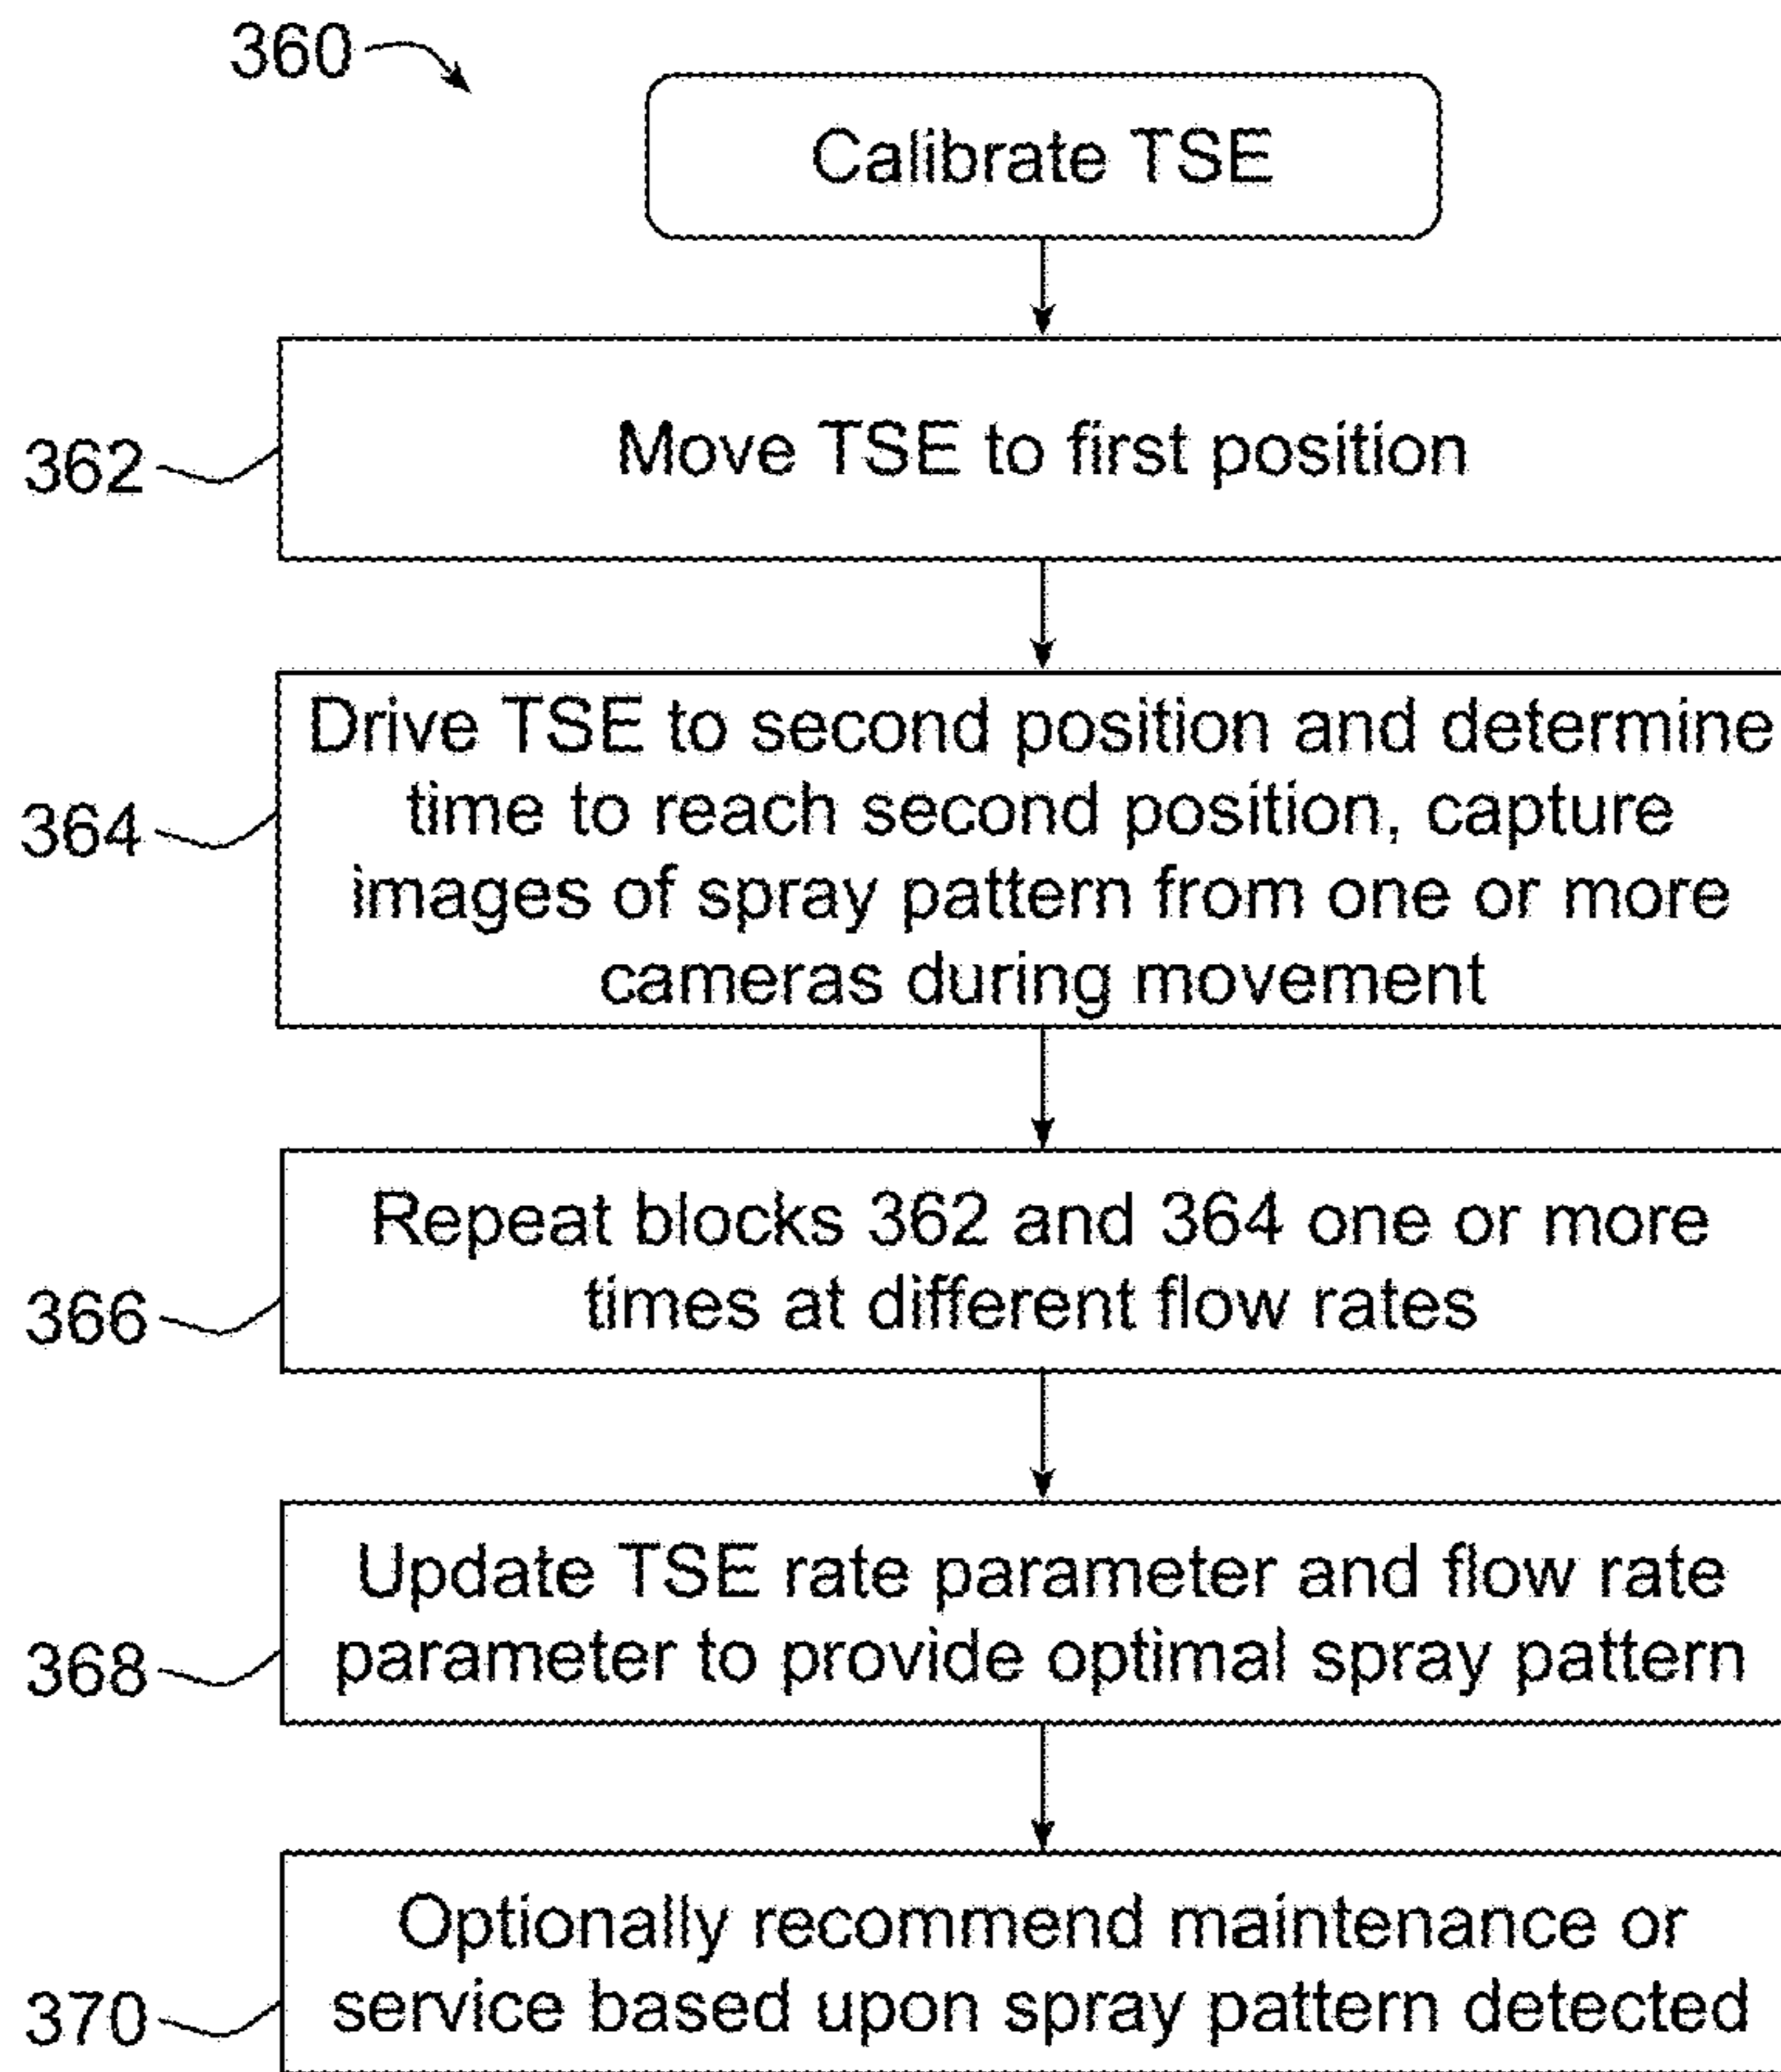 360
Calibrate TSE
362
Move TSE to first position
364
Drive TSE to second position and determine
time to reach second position, capture
images of spray pattern from one or more
cameras during movement
366
Repeat blocks 362 and 364 one or more
times at different flow rates
368
Update TSE rate parameter and flow rate
parameter to provide optimal spray pattern
370
Optionally recommend maintenance or
service based upon spray pattern detected